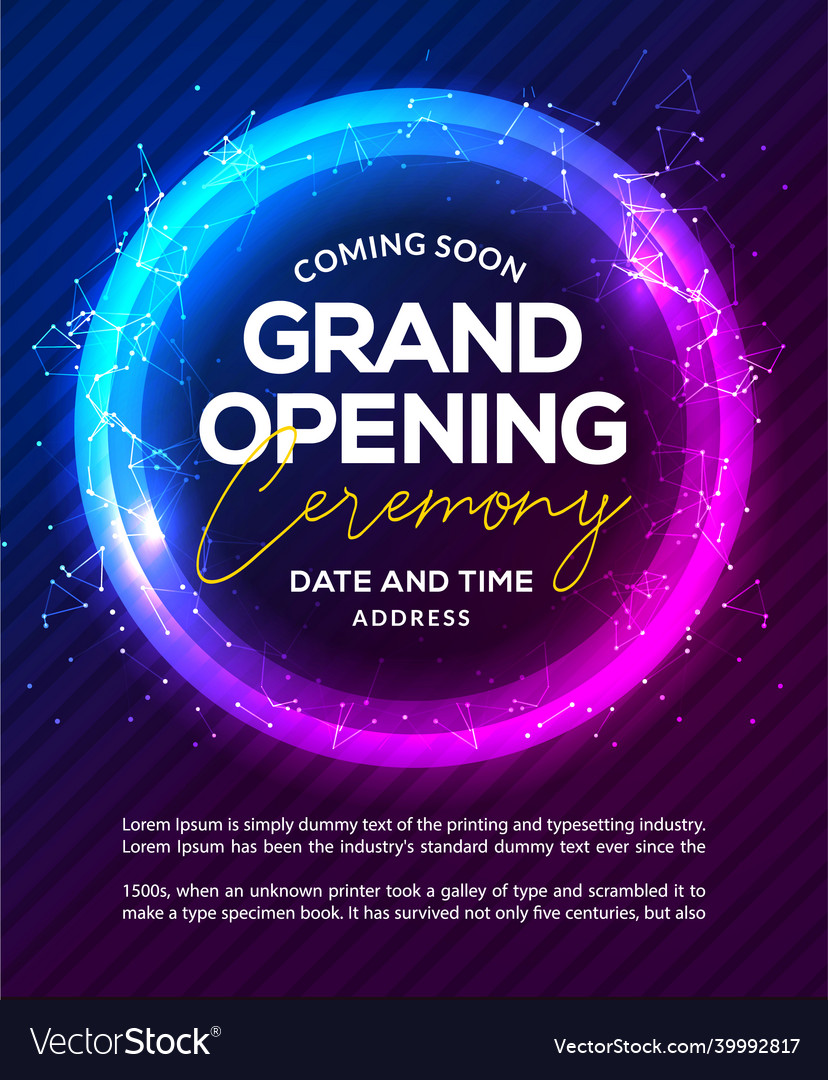 COMING SOON
GRAND
OPENING
Ceremony
DATE AND TIME
ADDRESS
Lorem Ipsum is simply dummy text of the printing and typesetting industry.
Lorem Ipsum has been the industry's standard dummy text ever since the
1500s, when an unknown printer took a galley of type and scrambled it to
make a type specimen book. It has survived not only five centuries, but also
VectorStock®
VectorStock.com/39992817